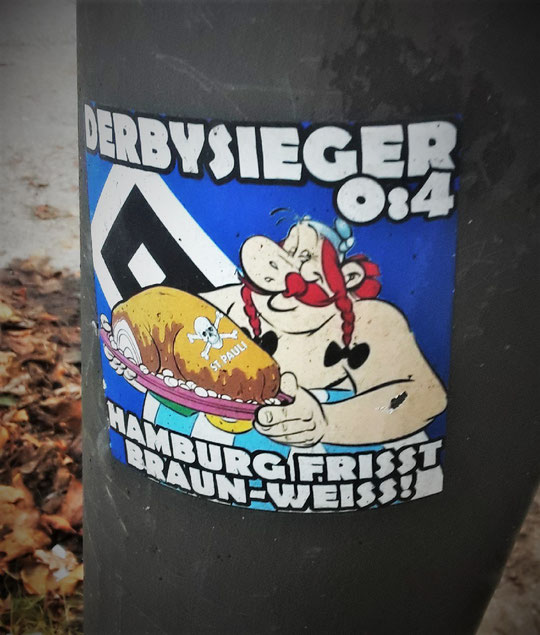 DERBYSIEGER
0:4
ST PAULI
HAMBURG FRISST
BRAUN-WEISS!